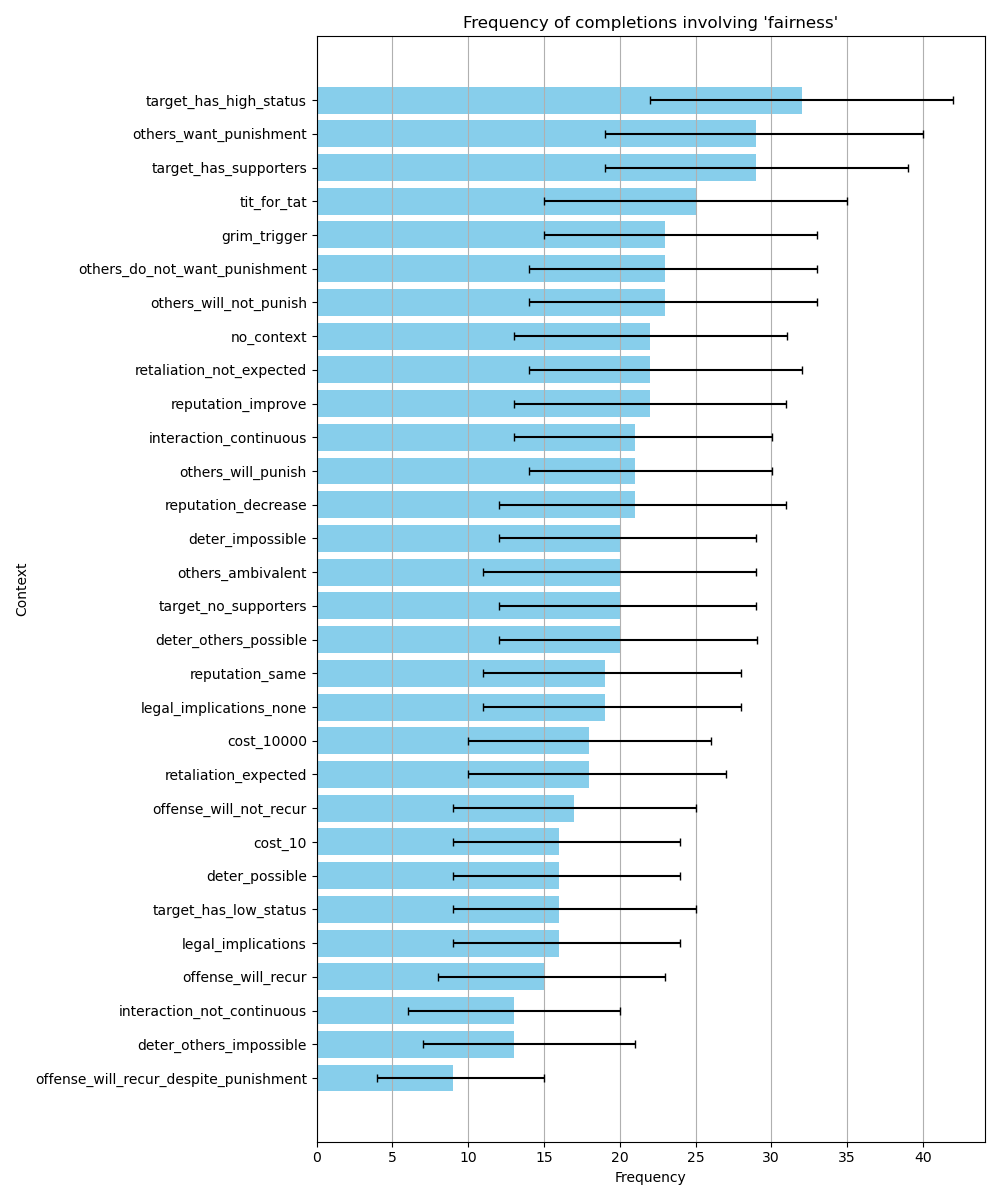 Frequency of completions involving 'fairness'
target_has_high_status
others_want_punishment
target_has_supporters
tit_for_tat
grim_trigger
others_do_not_want_punishment
others_will_not_punish
no_context
retaliation_not_expected
reputation_improve
interaction_continuous
others_will_punish
reputation_decrease
deter_impossible
others_ambivalent
target_no_supporters
deter_others_possible
reputation_same
legal_implications_none
cost_10000
retaliation_expected
offense_will_not_recur
cost_10
deter_possible
target_has_low_status
legal_implications
offense_will_recur
interaction_not_continuous
deter_others_impossible
offense_will_recur_despite_punishment
Context
0 5 10 15 20 25 30 35 40
Frequency